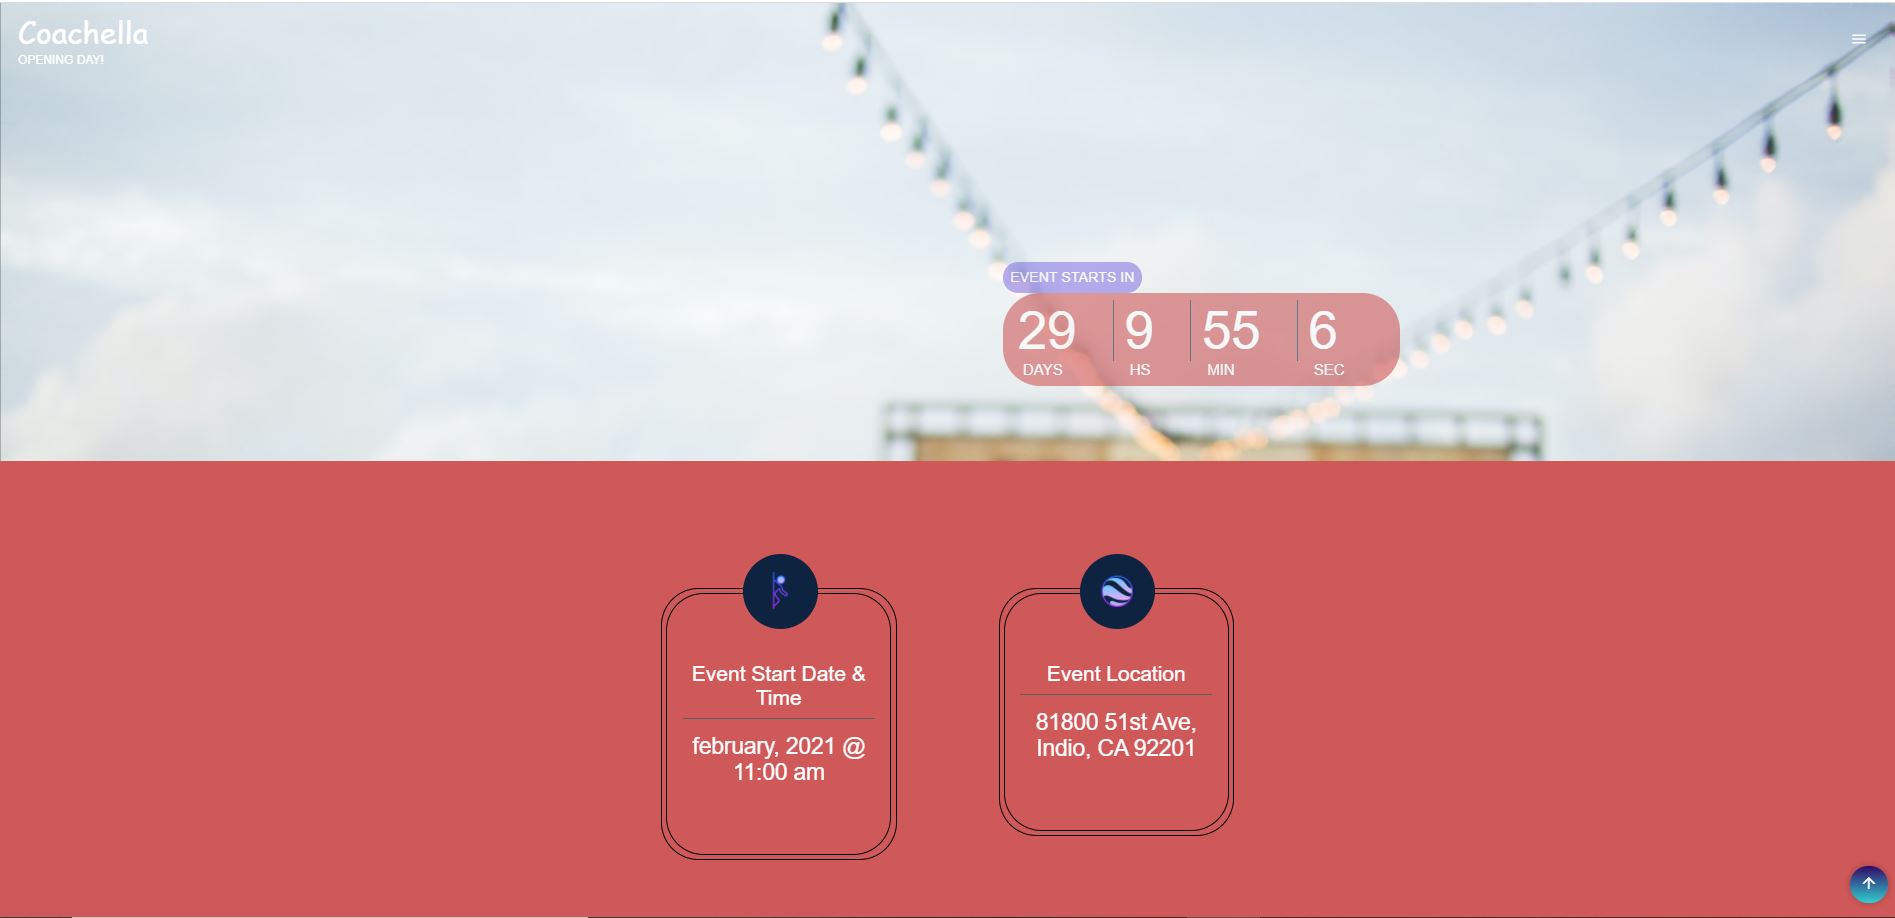 Coachella
OPENING DAY!
EVENT STARTS IN
29 9 55 6
DAYS HS MIN SEC
Event Start Date &
Time
february, 2021 @
11:00 am
Event Location
81800 51st Ave,
Indio, CA 92201